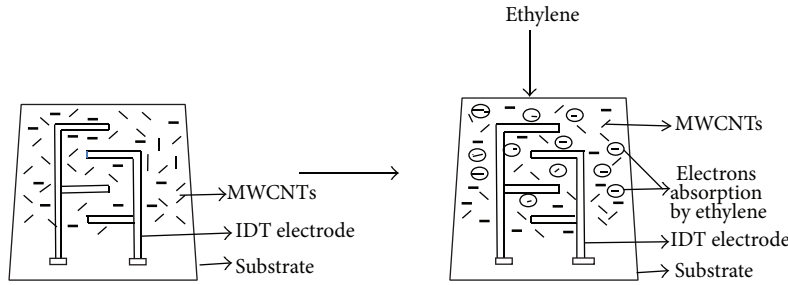 Ethylene
MWCNTs
IDT electrode
Substrate
MWCNTs
Electrons
absorption
by ethylene
IDT electrode
Substrate